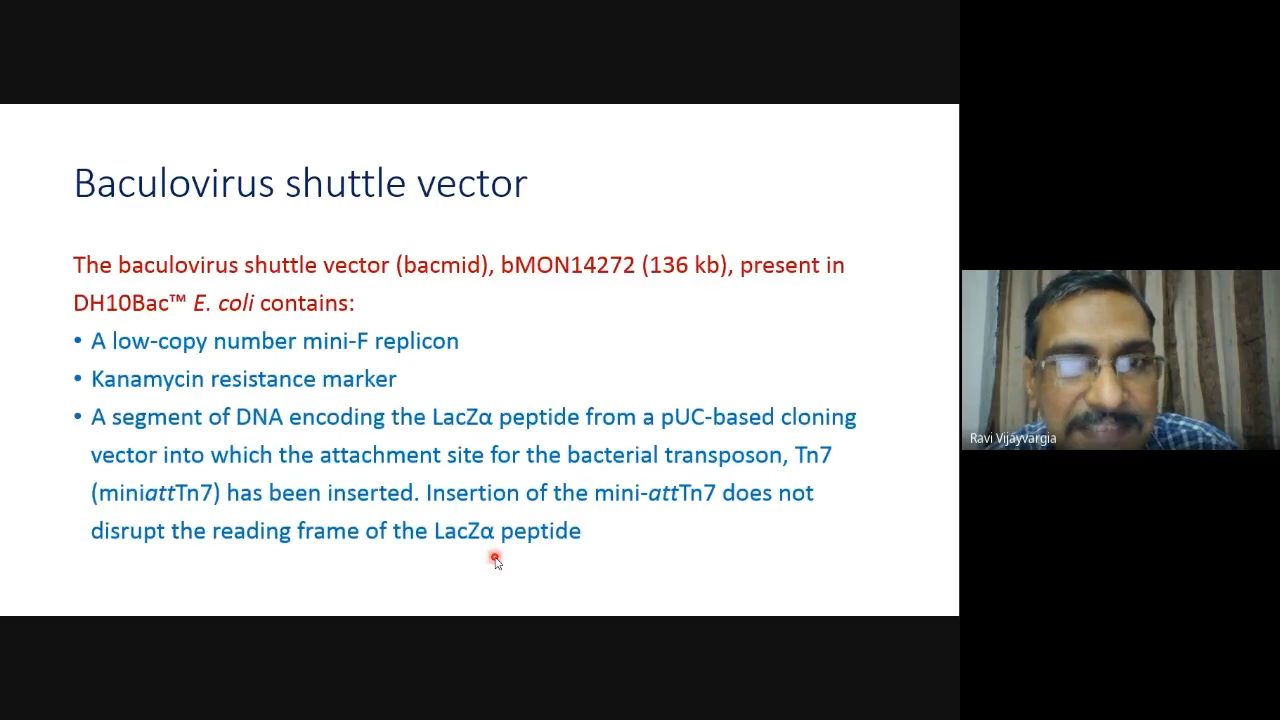 Baculovirus shuttle vector
The baculovirus shuttle vector (bacmid), bMON14272 (136 kb), present in
DH10Bac™ E. coli contains:
• A low-copy number mini-F replicon
• Kanamycin resistance marker
• A segment of DNA encoding the LacZα peptide from a pUC-based cloning
vector into which the attachment site for the bacterial transposon, Tn7
(miniattTn7) has been inserted. Insertion of the mini-attTn7 does not
disrupt the reading frame of the LacZα peptide
Ravi Vijayvargia